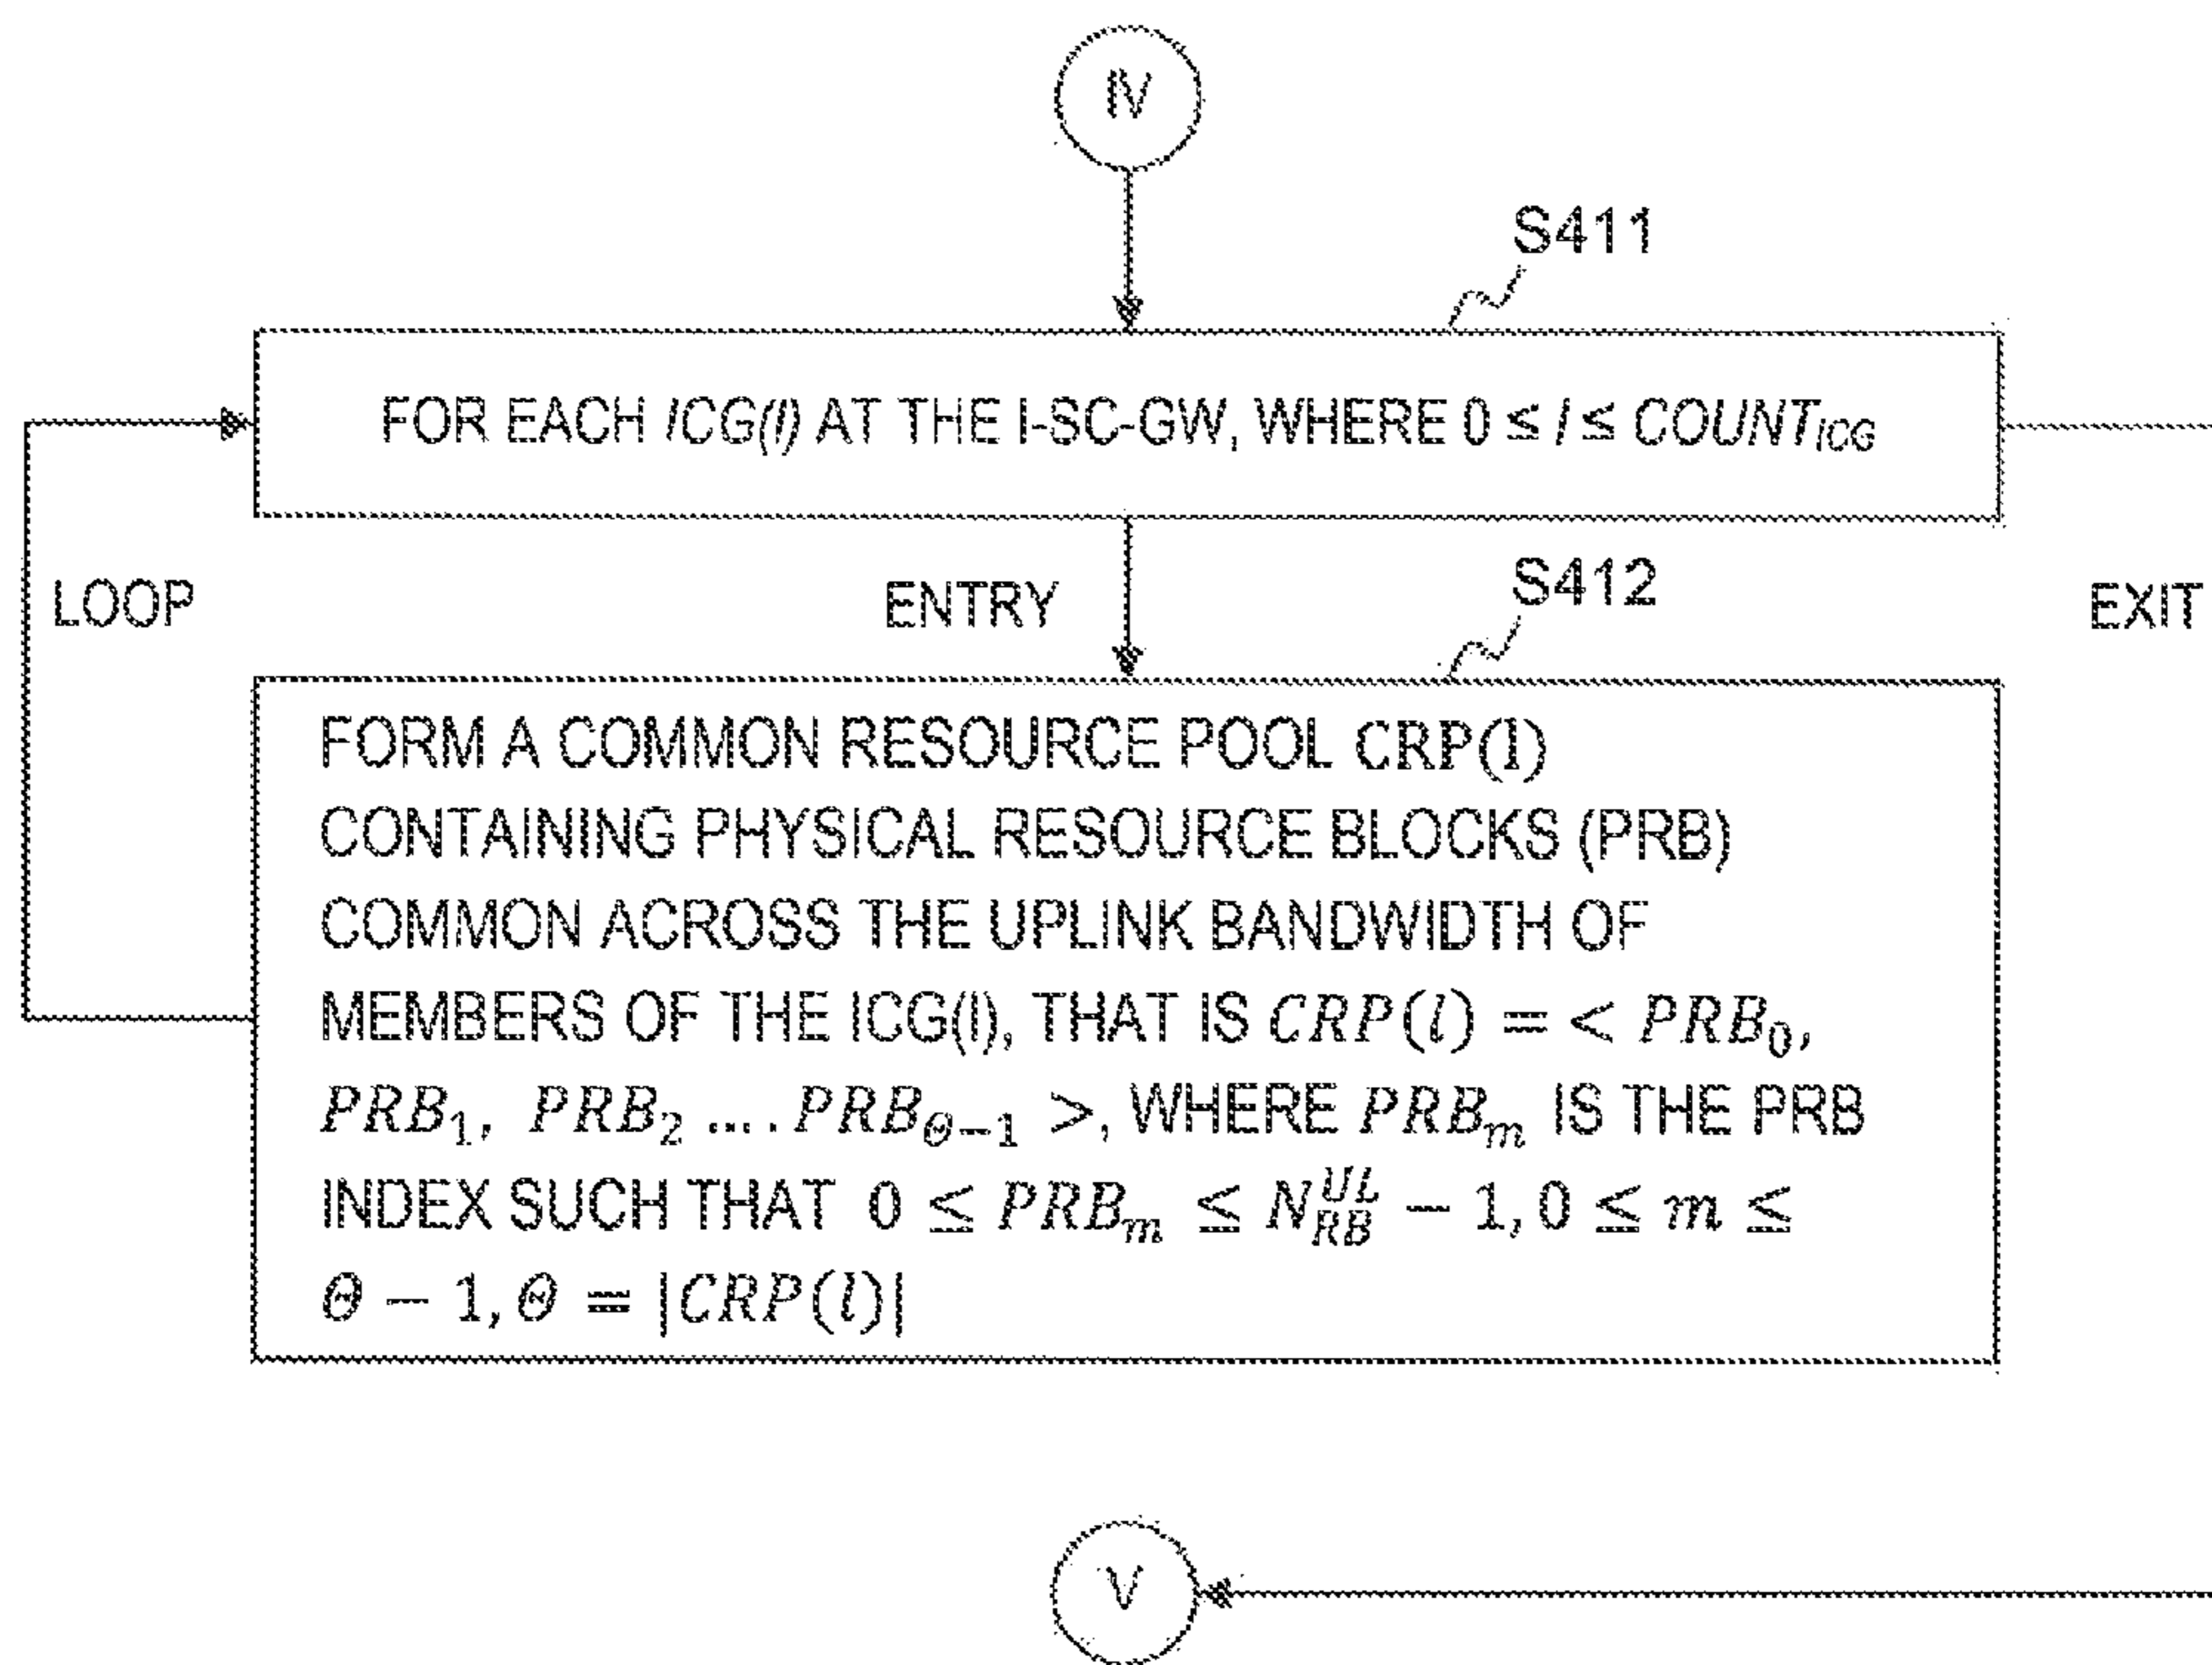 IV
S411
FOR EACH ICG(l) AT THE I-SC-GW, WHERE 0 ≤ l ≤ COUNT_ICG
LOOP
ENTRY
S412
EXIT
FORM A COMMON RESOURCE POOL CRP(l)
CONTAINING PHYSICAL RESOURCE BLOCKS (PRB)
COMMON ACROSS THE UPLINK BANDWIDTH OF
MEMBERS OF THE ICG(l), THAT IS CRP(l) = < PRB_0,
PRB_1, PRB_2 .... PRB_{Θ−1} >, WHERE PRB_m IS THE PRB
INDEX SUCH THAT 0 ≤ PRB_m ≤ N_{RB}^{UL} − 1, 0 ≤ m ≤
Θ − 1, Θ = |CRP(l)|
V